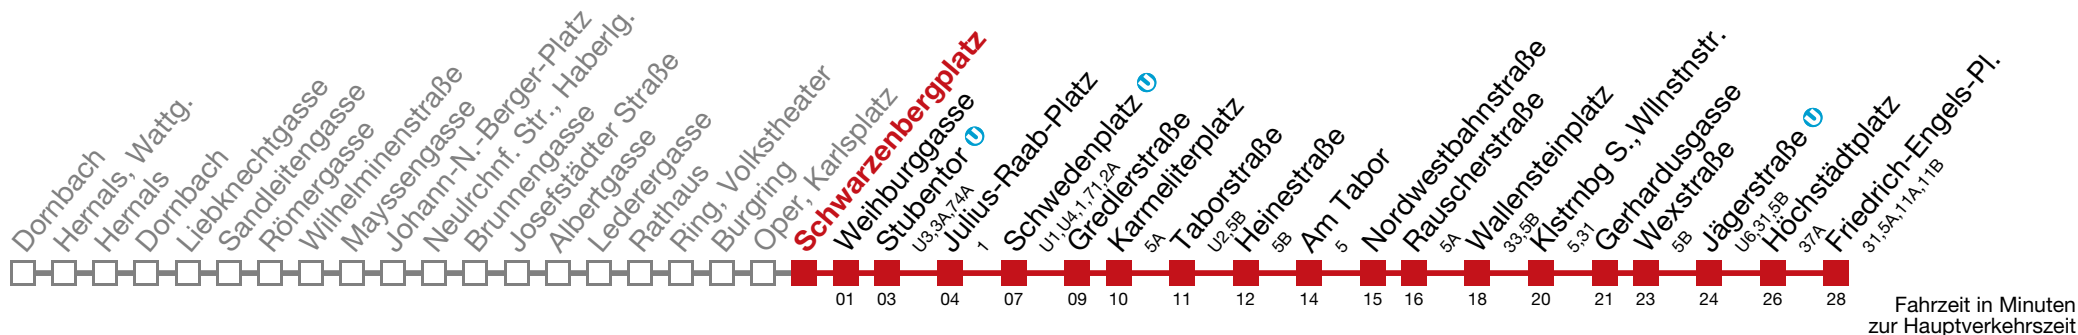 Dornbach
Hernals, Wattg.
Hernals
Dornbach
Liebknechtgasse
Sandleitengasse
Römergasse
Wilhelminenstraße
Mayssengasse
Johann-N.-Berger-Platz
Neulrchnf. Str., Haberlg.
Brunnengasse
Josefstädter Straße
Albertgasse
Lederergasse
Rathaus
Ring, Volkstheater
Burgring
Oper, Karlsplatz
Schwarzenbergplatz
Weihburggasse
Stubentor U
U3,3A,74A
Julius-Raab-Platz
1
Schwedenplatz U
U1,U4,1,71,2A
Gredlerstraße
Karmeliterplatz
5A
Taborstraße
U2,5B
Heinestraße
5B
Am Tabor
5
Nordwestbahnstraße
Rauscherstraße
5A
Wallensteinplatz
33,5B
Klstrnbg S., Wllnstnstr.
5,31
Gerhardusgasse
Wexstraße
5B
Jägerstraße U
U6,31,5B
Höchstädtplatz
37A
Friedrich-Engels-Pl.
31,5A,11A,11B
01 03 04 07 09 10 11 12 14 15 16 18 20 21 23 24 26 28
Fahrzeit in Minuten
zur Hauptverkehrszeit